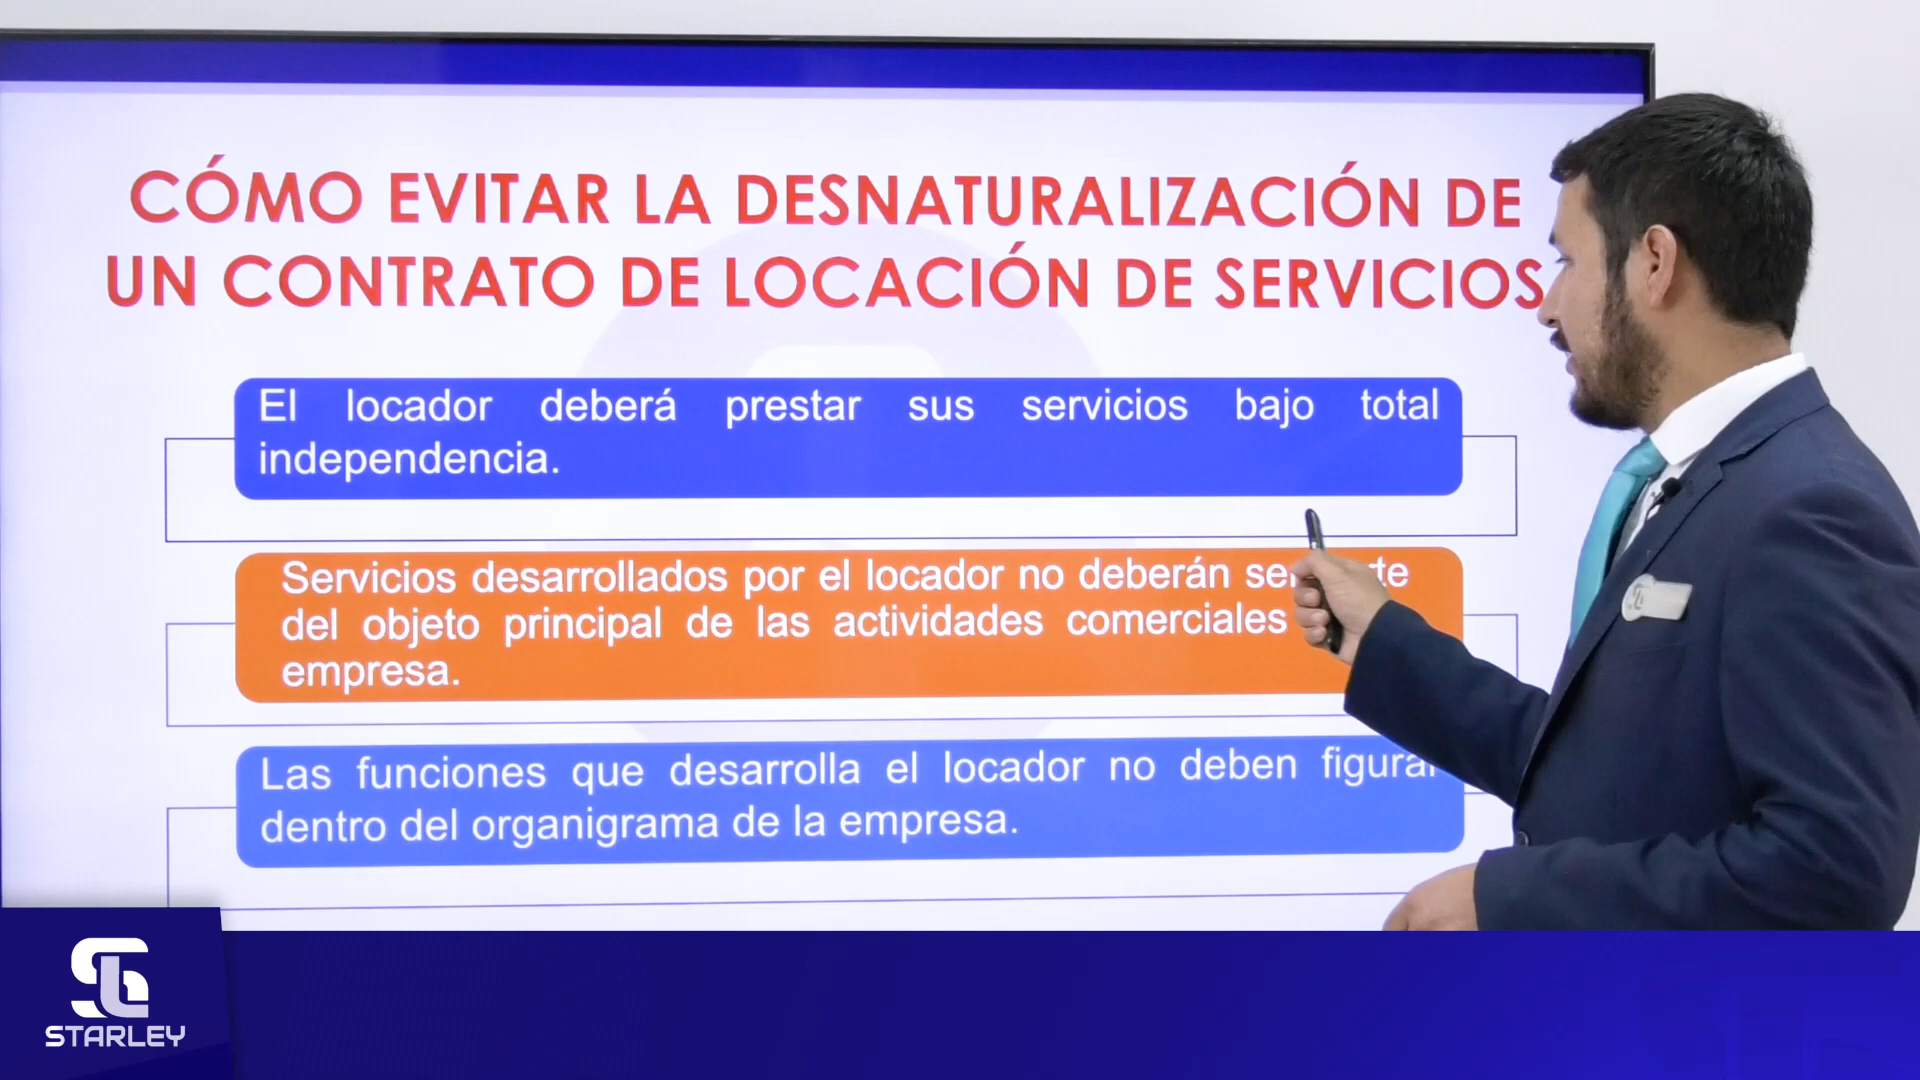 CÓMO EVITAR LA DESNATURALIZACIÓN DE
UN CONTRATO DE LOCACIÓN DE SERVICIOS
El locador deberá prestar sus servicios bajo total
independencia.
Servicios desarrollados por el locador no deberán
del objeto principal de las actividades comerciales
empresa.
Las funciones que desarrolla el locador no deben figurar
dentro del organigrama de la empresa.
STARLEY